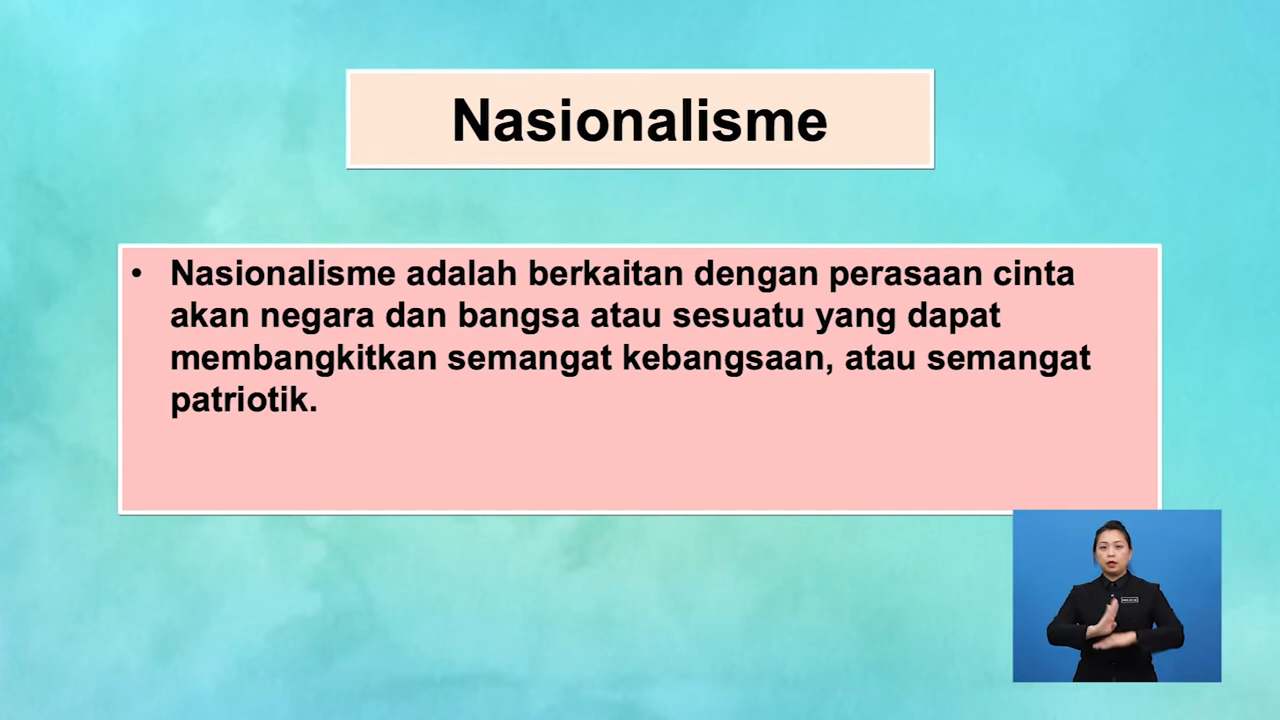 Nasionalisme
• Nasionalisme adalah berkaitan dengan perasaan cinta
akan negara dan bangsa atau sesuatu yang dapat
membangkitkan semangat kebangsaan, atau semangat
patriotik.